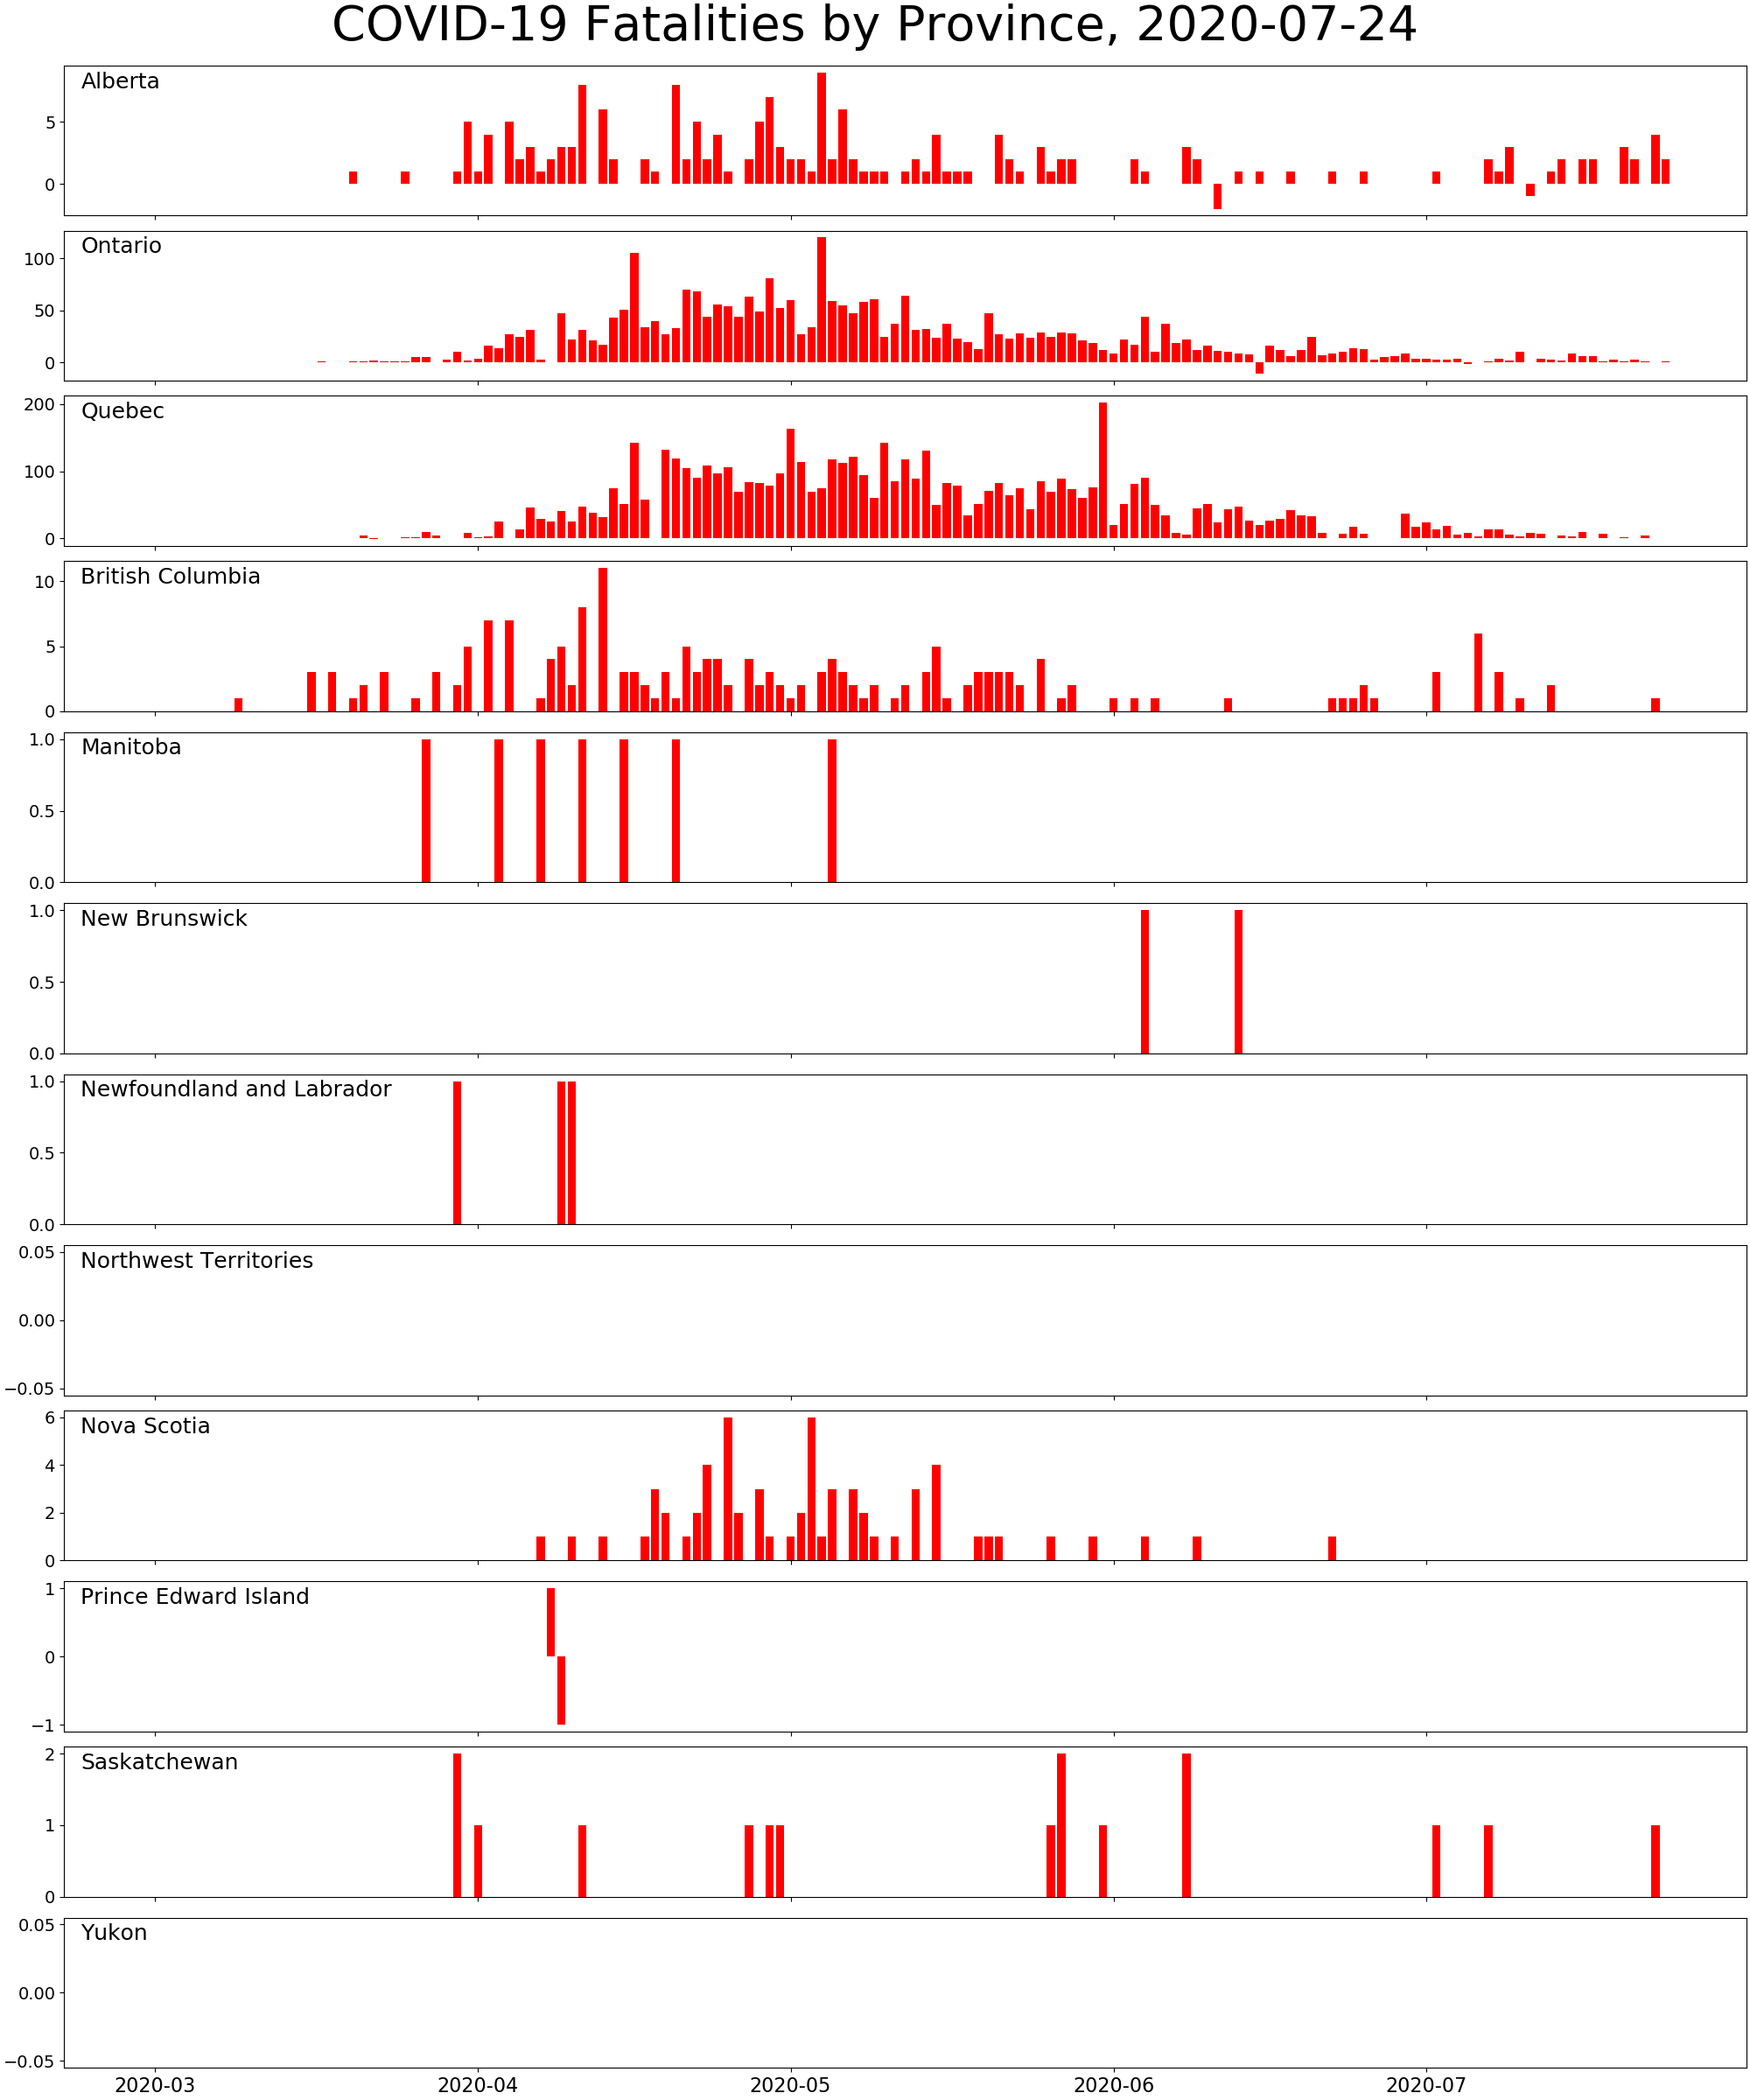 COVID-19 Fatalities by Province, 2020-07-24
Alberta
5
0
Ontario
100
50
0
Quebec
200
100
0
British Columbia
10
5
0
Manitoba
1.0
0.5
0.0
New Brunswick
1.0
0.5
0.0
Newfoundland and Labrador
1.0
0.5
0.0
Northwest Territories
0.05
0.00
−0.05
Nova Scotia
6
4
2
0
Prince Edward Island
1
0
−1
Saskatchewan
2
1
0
Yukon
0.05
0.00
−0.05
2020-03 2020-04 2020-05 2020-06 2020-07